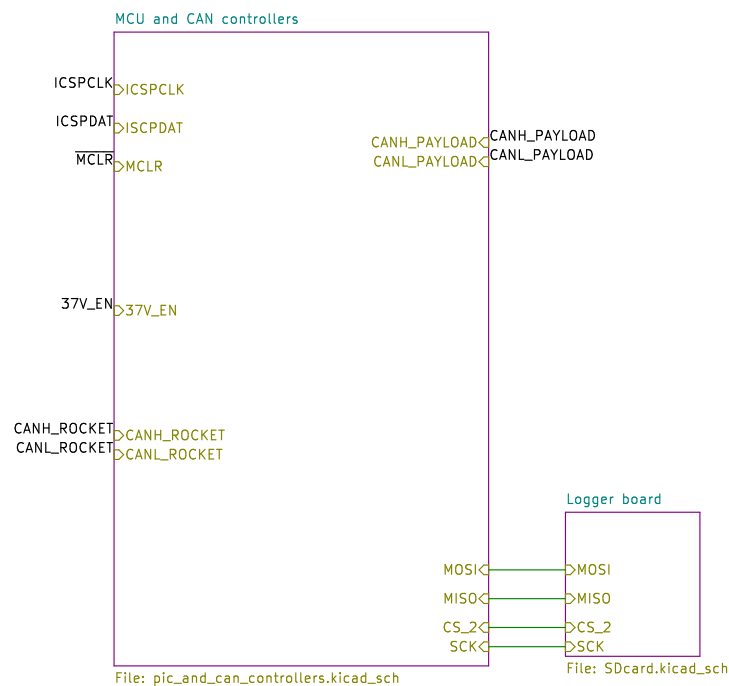 MCU and CAN controllers
ICSPCLK
ICSPCLK
ICSPDAT
ISCPDAT
MCLR
MCLR
CANH_PAYLOAD
CANH_PAYLOAD
CANL_PAYLOAD
CANL_PAYLOAD
37V_EN
37V_EN
CANH_ROCKET
CANH_ROCKET
CANL_ROCKET
CANL_ROCKET
Logger board
MOSI
MOSI
MISO
MISO
CS_2
CS_2
SCK
SCK
File: SDcard.kicad_sch
File: pic_and_can_controllers.kicad_sch